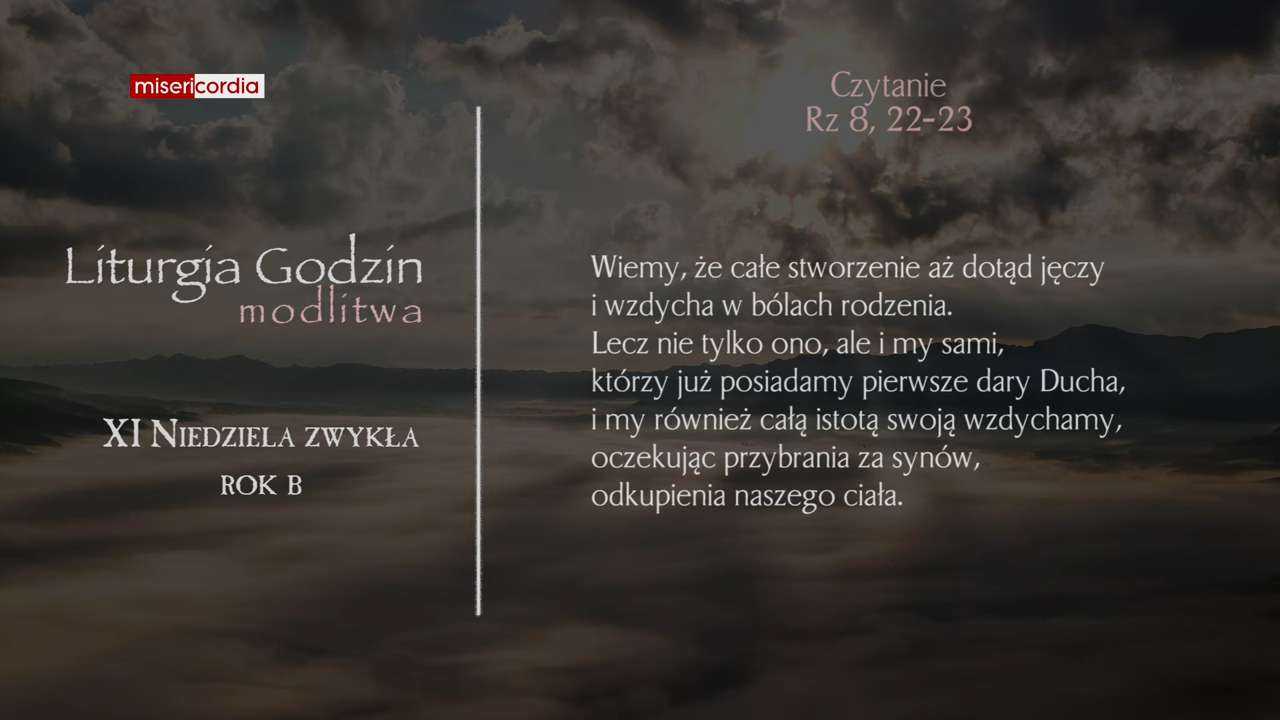 misericordia
Liturgia Godzin
modlitwa
XI Niedziela zwykła
rok B
Czytanie
Rz 8, 22-23
Wiemy, że całe stworzenie aż dotąd jęczy
i wzdycha w bólach rodzenia.
Lecz nie tylko ono, ale i my sami,
którzy już posiadamy pierwsze dary Ducha,
i my również całą istotą swoją wzdychamy,
oczekując przybrania za synów,
odkupienia naszego ciała.